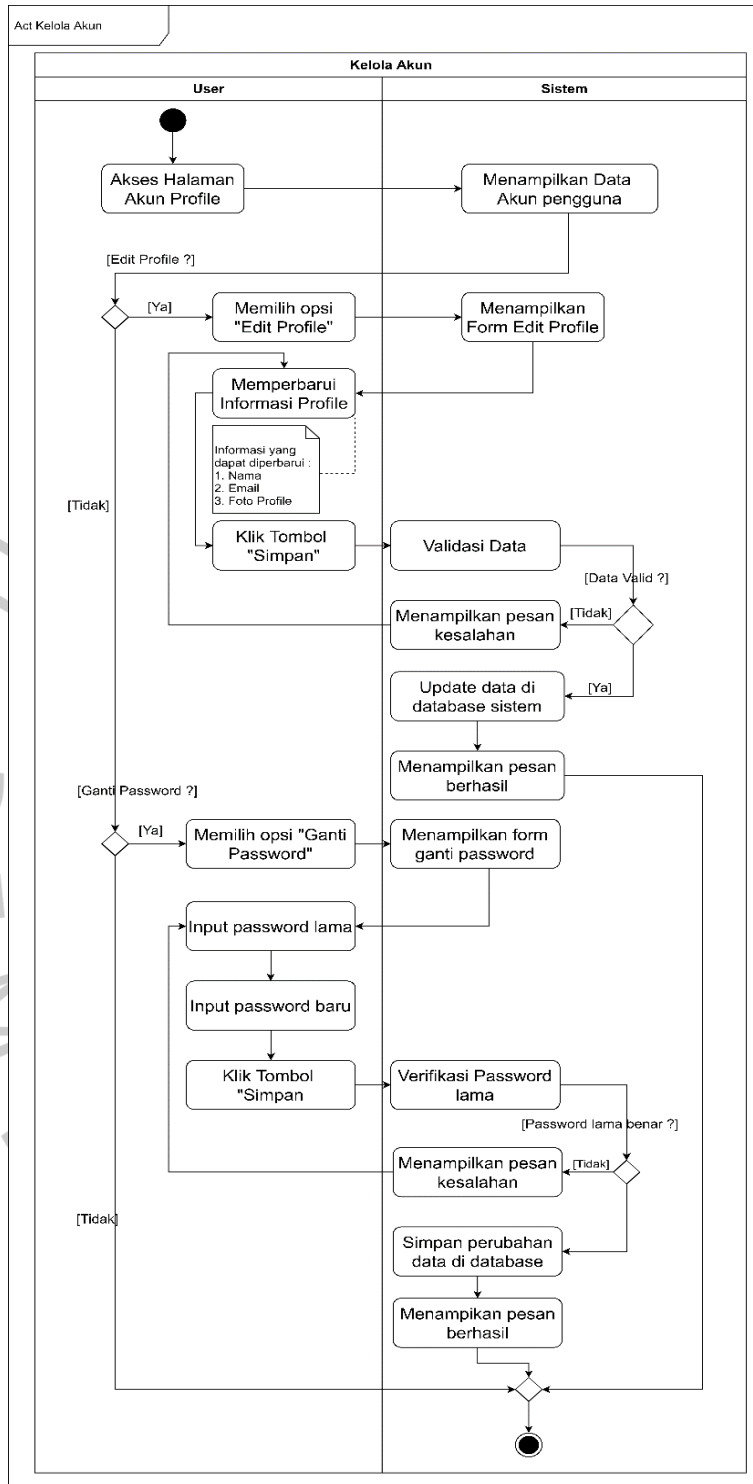 Act Kelola Akun
Kelola Akun
User
Sistem
Akses Halaman
Akun Profile
Menampilkan Data
Akun pengguna
[Edit Profile ?]
[Ya]
Memilih opsi
"Edit Profile"
Menampilkan
Form Edit Profile
Memperbarui
Informasi Profile
Informasi yang
dapat diperbarui :
1. Nama
2. Email
3. Foto Profile
[Tidak]
Klik Tombol
"Simpan"
Validasi Data
[Data Valid ?]
[Tidak]
Menampilkan pesan
kesalahan
[Ya]
Update data di
database sistem
Menampilkan pesan
berhasil
[Ganti Password ?]
[Ya]
Memilih opsi "Ganti
Password"
Menampilkan form
ganti password
Input password lama
Input password baru
Klik Tombol
"Simpan
Verifikasi Password
lama
[Password lama benar ?]
[Tidak]
Menampilkan pesan
kesalahan
[Tidak]
Simpan perubahan
data di database
Menampikan pesan
berhasil